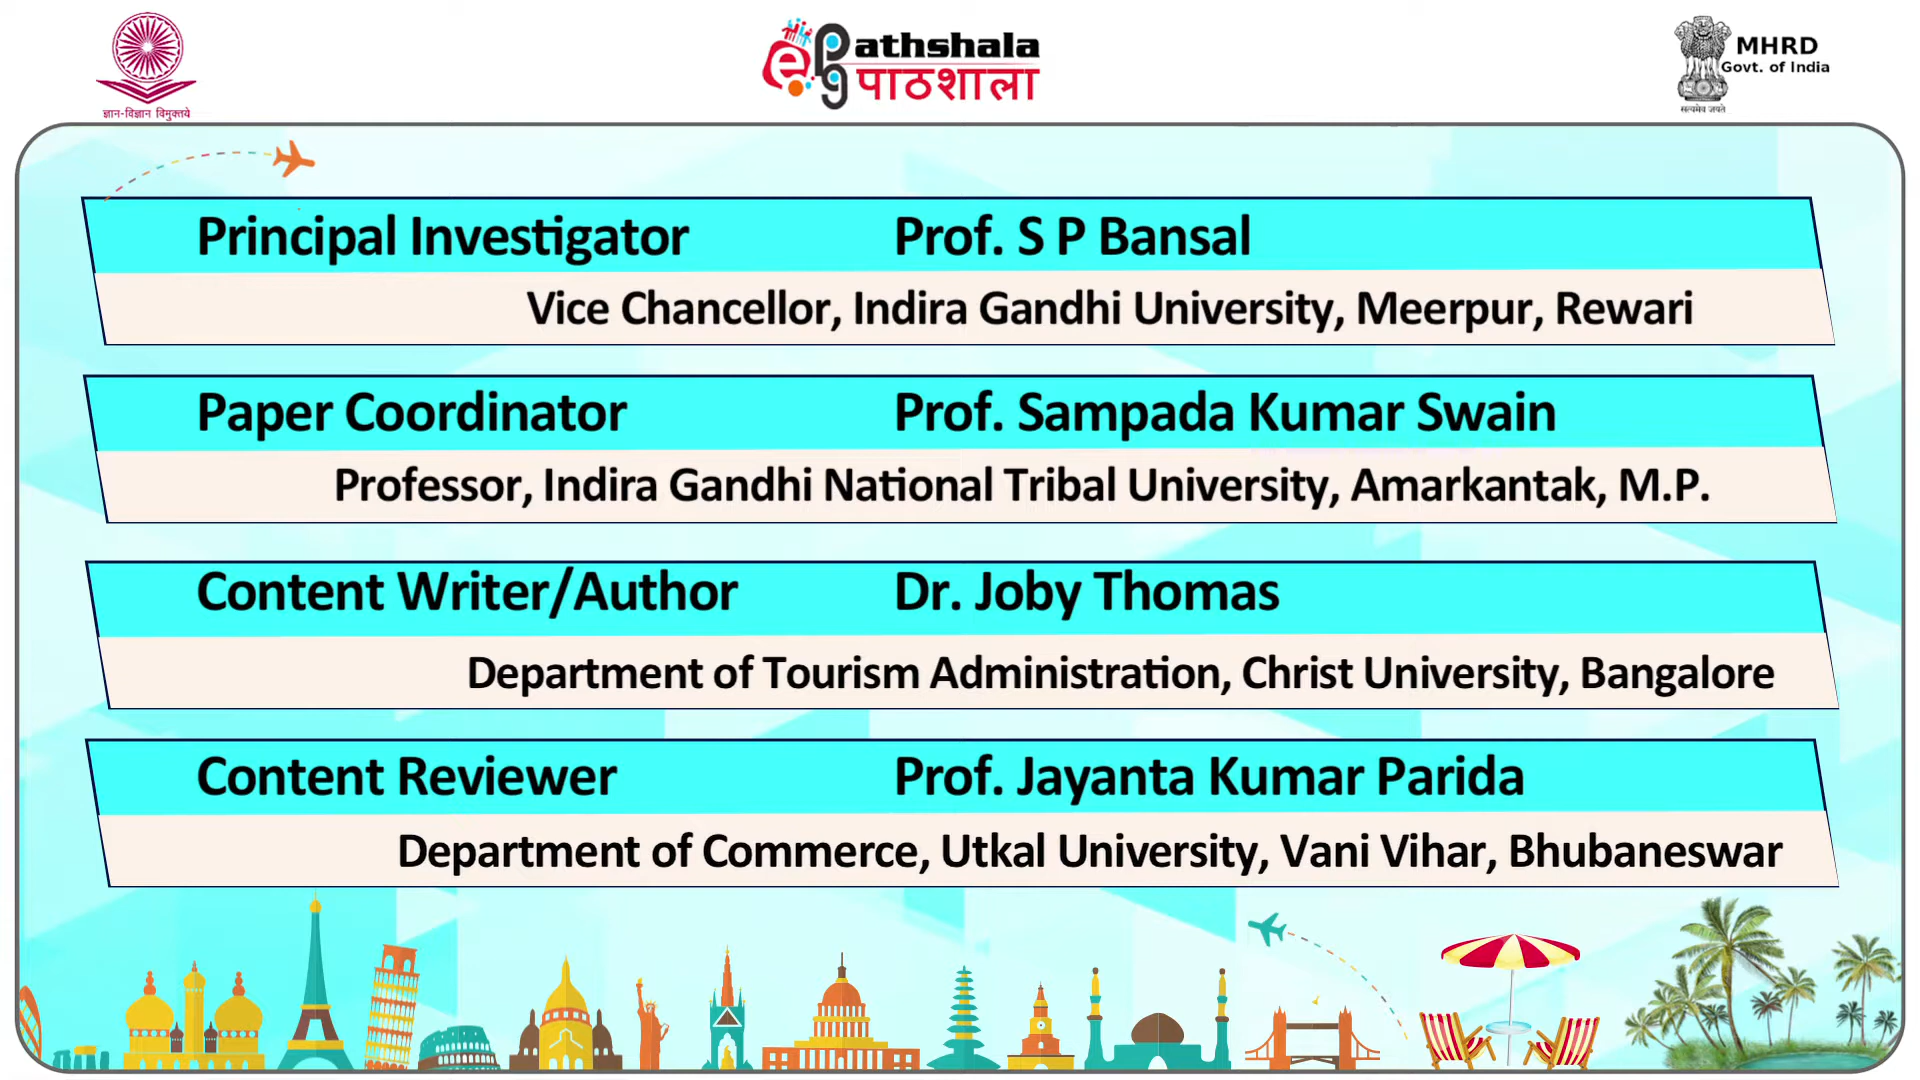 ज्ञान-विज्ञान विमुक्तये
e PG Pathshala
पाठशाला
MHRD
Govt. of India
सत्यमेव जयते
Principal Investigator Prof. S P Bansal
Vice Chancellor, Indira Gandhi University, Meerpur, Rewari
Paper Coordinator Prof. Sampada Kumar Swain
Professor, Indira Gandhi National Tribal University, Amarkantak, M.P.
Content Writer/Author Dr. Joby Thomas
Department of Tourism Administration, Christ University, Bangalore
Content Reviewer Prof. Jayanta Kumar Parida
Department of Commerce, Utkal University, Vani Vihar, Bhubaneswar